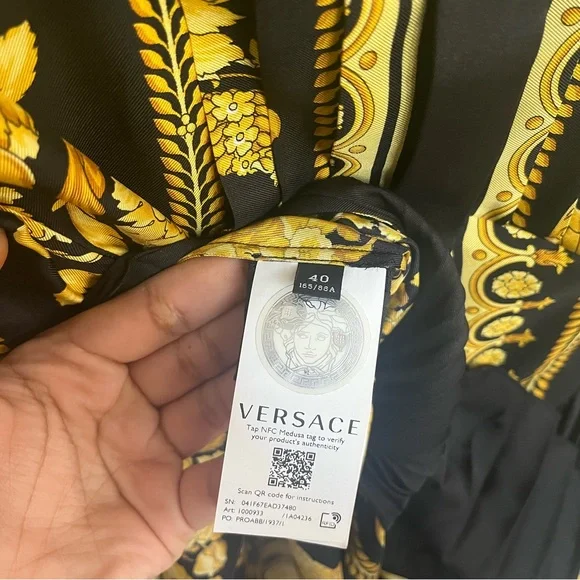 40
165/88A
VERSACE
Tap NFC Medusa tag to verify
your product's authenticity
Scan QR code for instructions
SN: 041F67EAD37480
Art: 1000933 /1A04236
PO: PROABB/1937/1